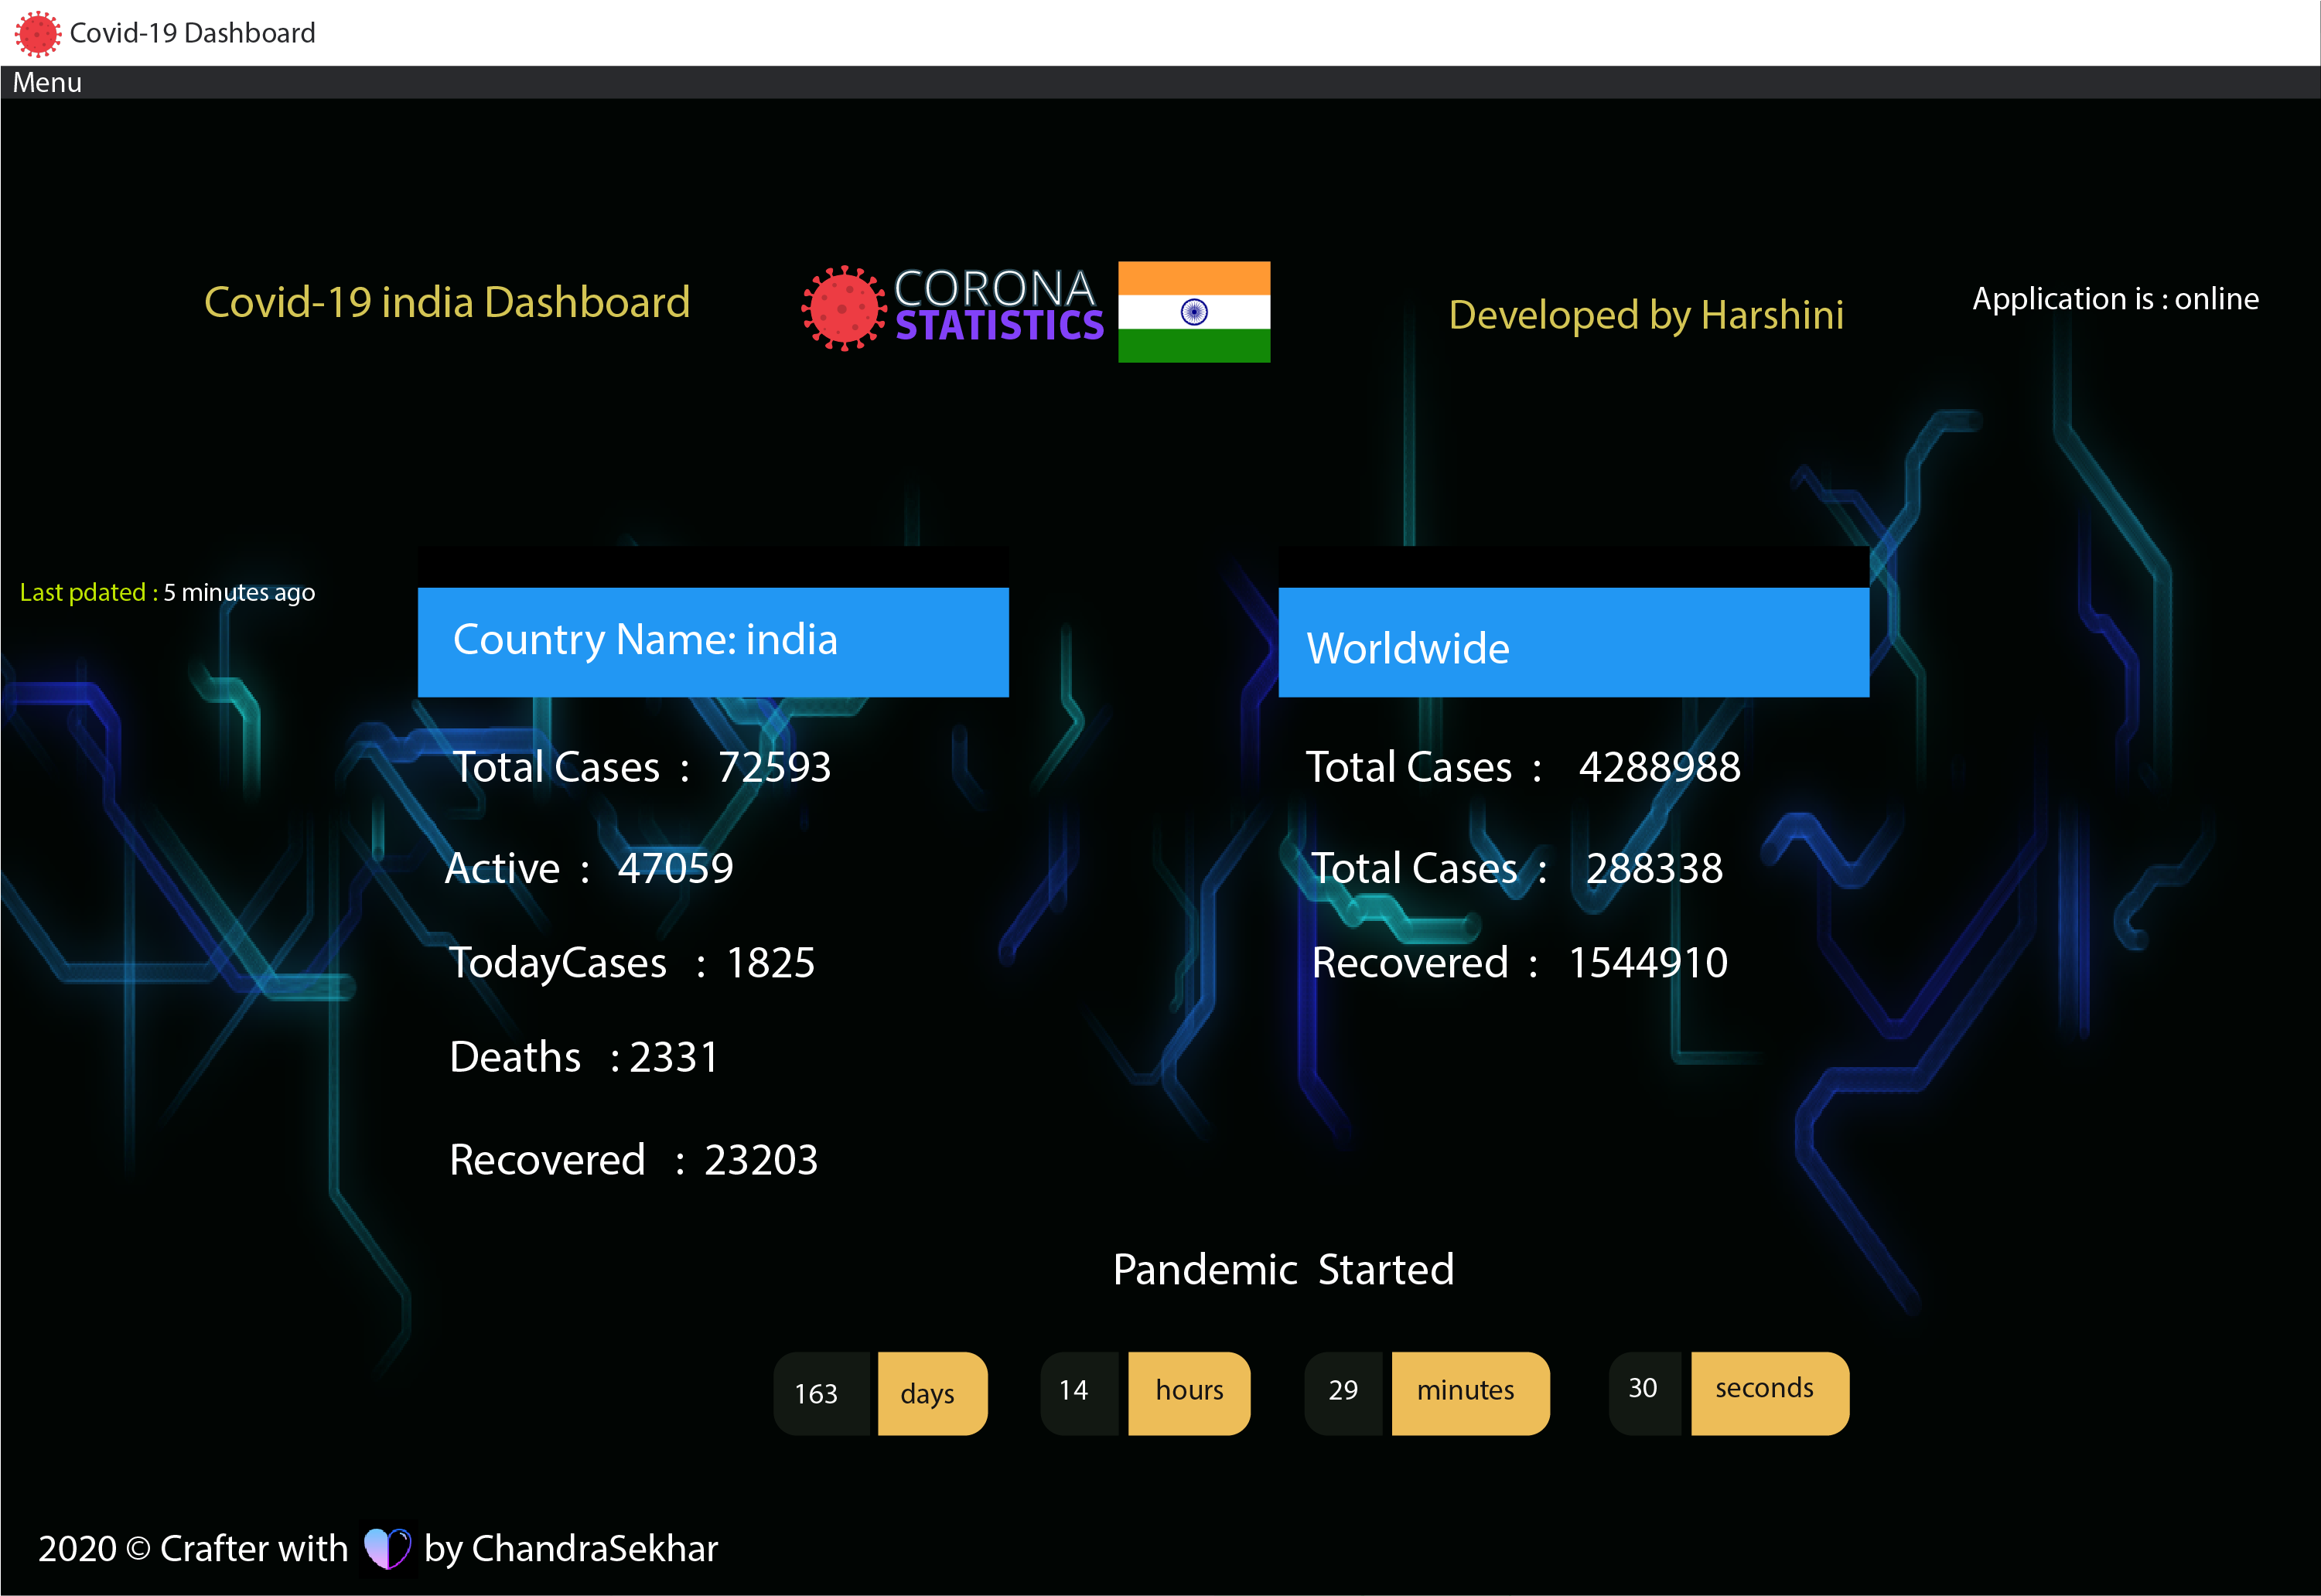 Covid-19 Dashboard
Menu
Covid-19 india Dashboard
CORONA
STATISTICS
Developed by Harshini
Application is : online
Last pdated : 5 minutes ago
Country Name: india
Total Cases : 72593
Active : 47059
TodayCases : 1825
Deaths : 2331
Recovered : 23203
Worldwide
Total Cases : 4288988
Total Cases : 288338
Recovered : 1544910
Pandemic Started
163 days 14 hours 29 minutes 30 seconds
2020 © Crafter with by ChandraSekhar